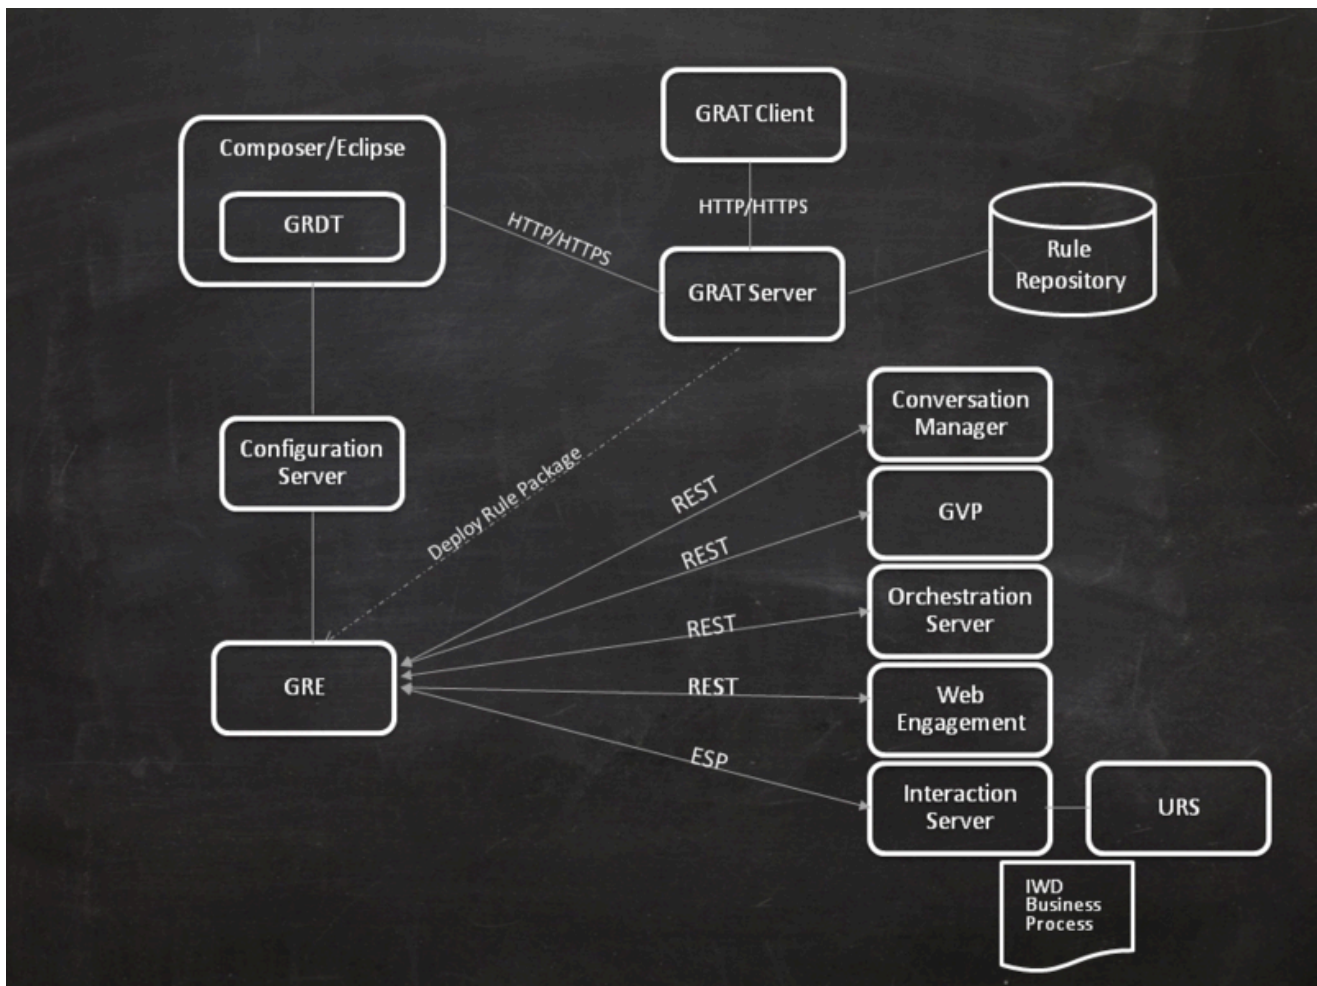 GRAT Client
Composer/Eclipse
GRDT
HTTP/HTTPS
HTTP/HTTPS
GRAT Server
Rule
Repository
Conversation
Manager
Configuration
Server
Deploy Rule Package
REST
GVP
REST
Orchestration
Server
REST
GRE
REST
Web
Engagement
ESP
Interaction
Server
URS
IWD
Business
Process